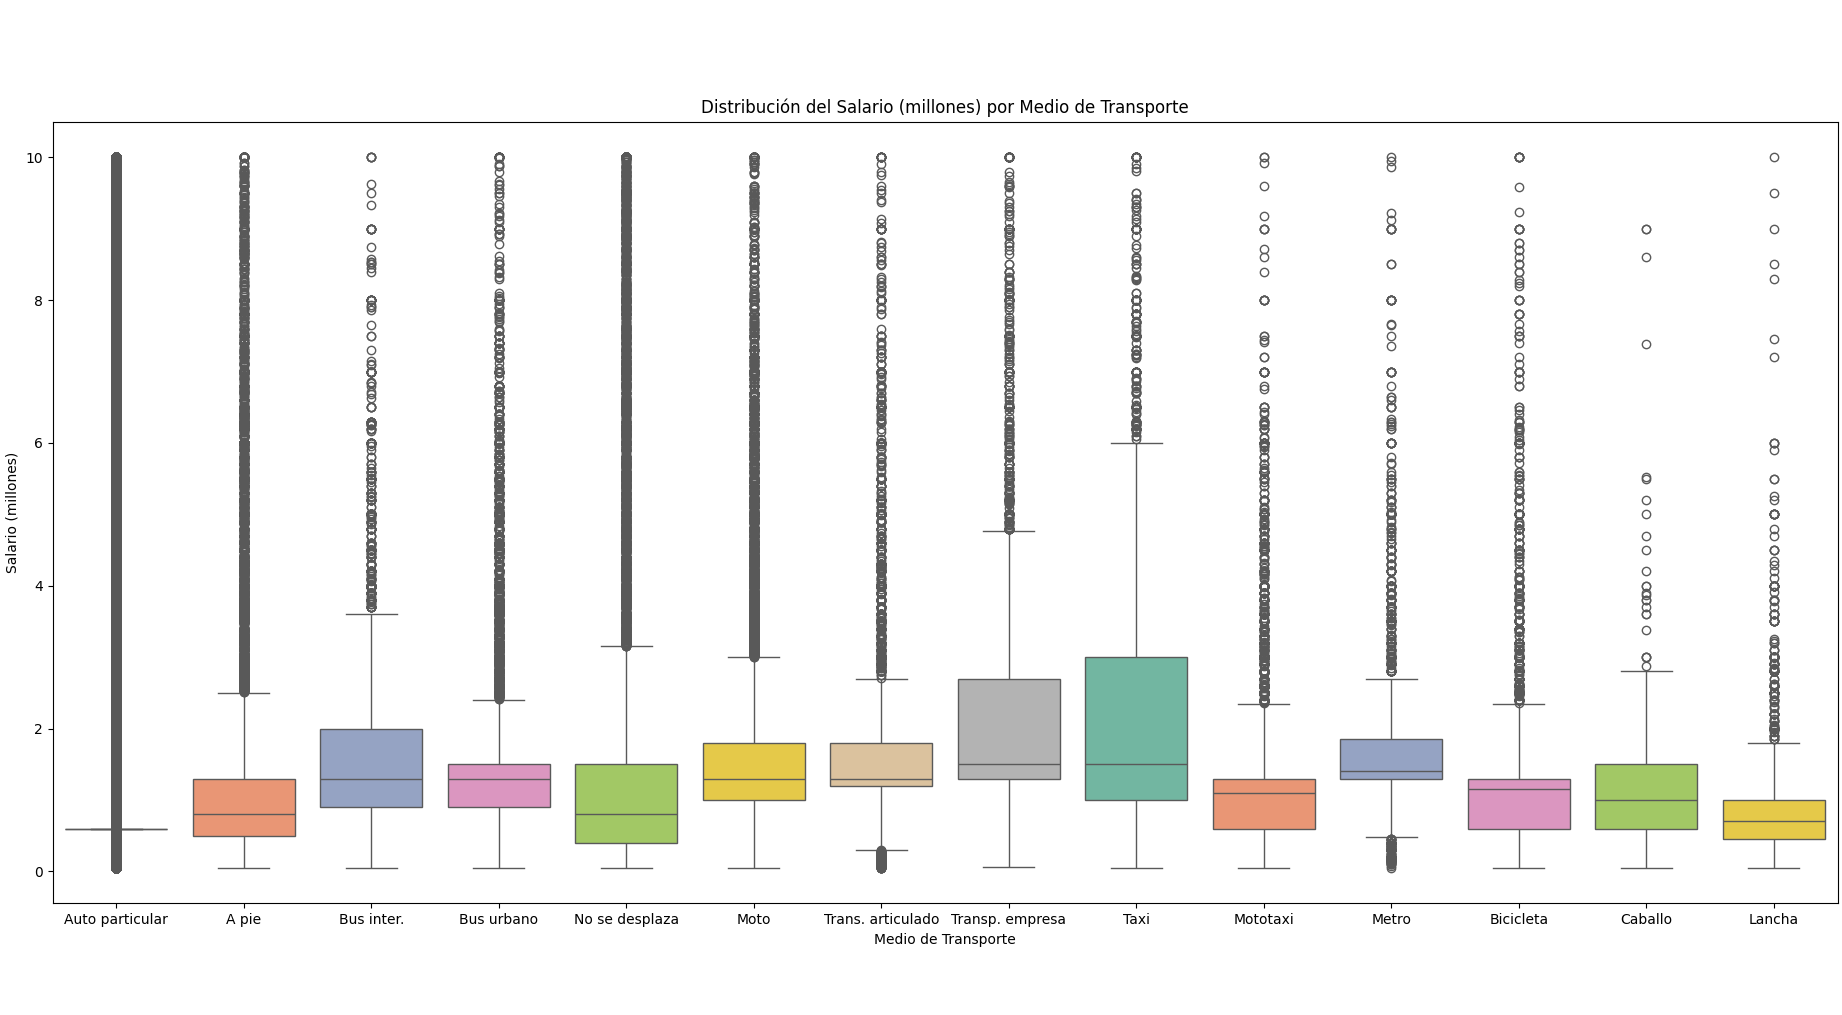 Distribución del Salario (millones) por Medio de Transporte
10
8
6
4
2
0
Salario (millones)
Auto particular A pie Bus inter. Bus urbano No se desplaza Moto Trans. articulado Transp. empresa Taxi Mototaxi Metro Bicicleta Caballo Lancha
Medio de Transporte